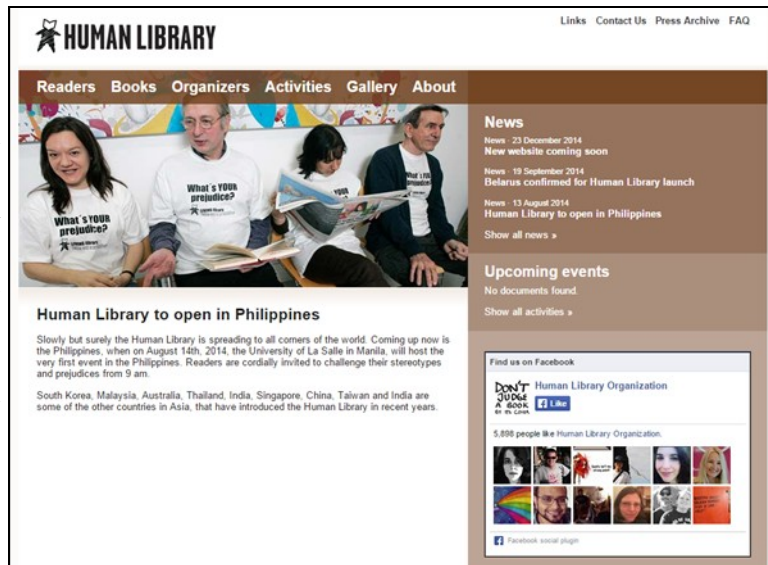 HUMAN LIBRARY
Links Contact Us Press Archive FAQ
Readers Books Organizers Activities Gallery About
What's YOUR
prejudice?
What's YOUR
prejudice?
What's YOUR
prejudice?
Human Library to open in Philippines
Slowly but surely the Human Library is spreading to all corners of the world. Coming up now is
the Philippines, when on August 14th, 2014, the University of La Salle in Manila, will host the
very first event in the Philippines. Readers are cordially invited to challenge their stereotypes
and prejudices from 9 am.
South Korea, Malaysia, Australia, Thailand, India, Singapore, China, Taiwan and India are
some of the other countries in Asia, that have introduced the Human Library in recent years.
News
News - 23 December 2014
New website coming soon
News - 19 September 2014
Belarus confirmed for Human Library launch
News - 13 August 2014
Human Library to open in Philippines
Show all news »
Upcoming events
No documents found.
Show all activities »
Find us on Facebook
DON'T
JUDGE
A BOOK
Human Library Organization
Like
5,898 people like Human Library Organization.
Facebook social plugin